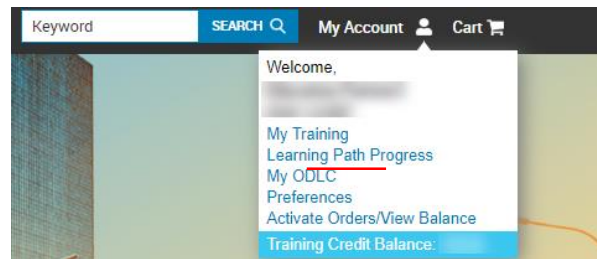 Keyword SEARCH My Account Cart
Welcome,
My Training
Learning Path Progress
My ODLC
Preferences
Activate Orders/View Balance
Training Credit Balance: